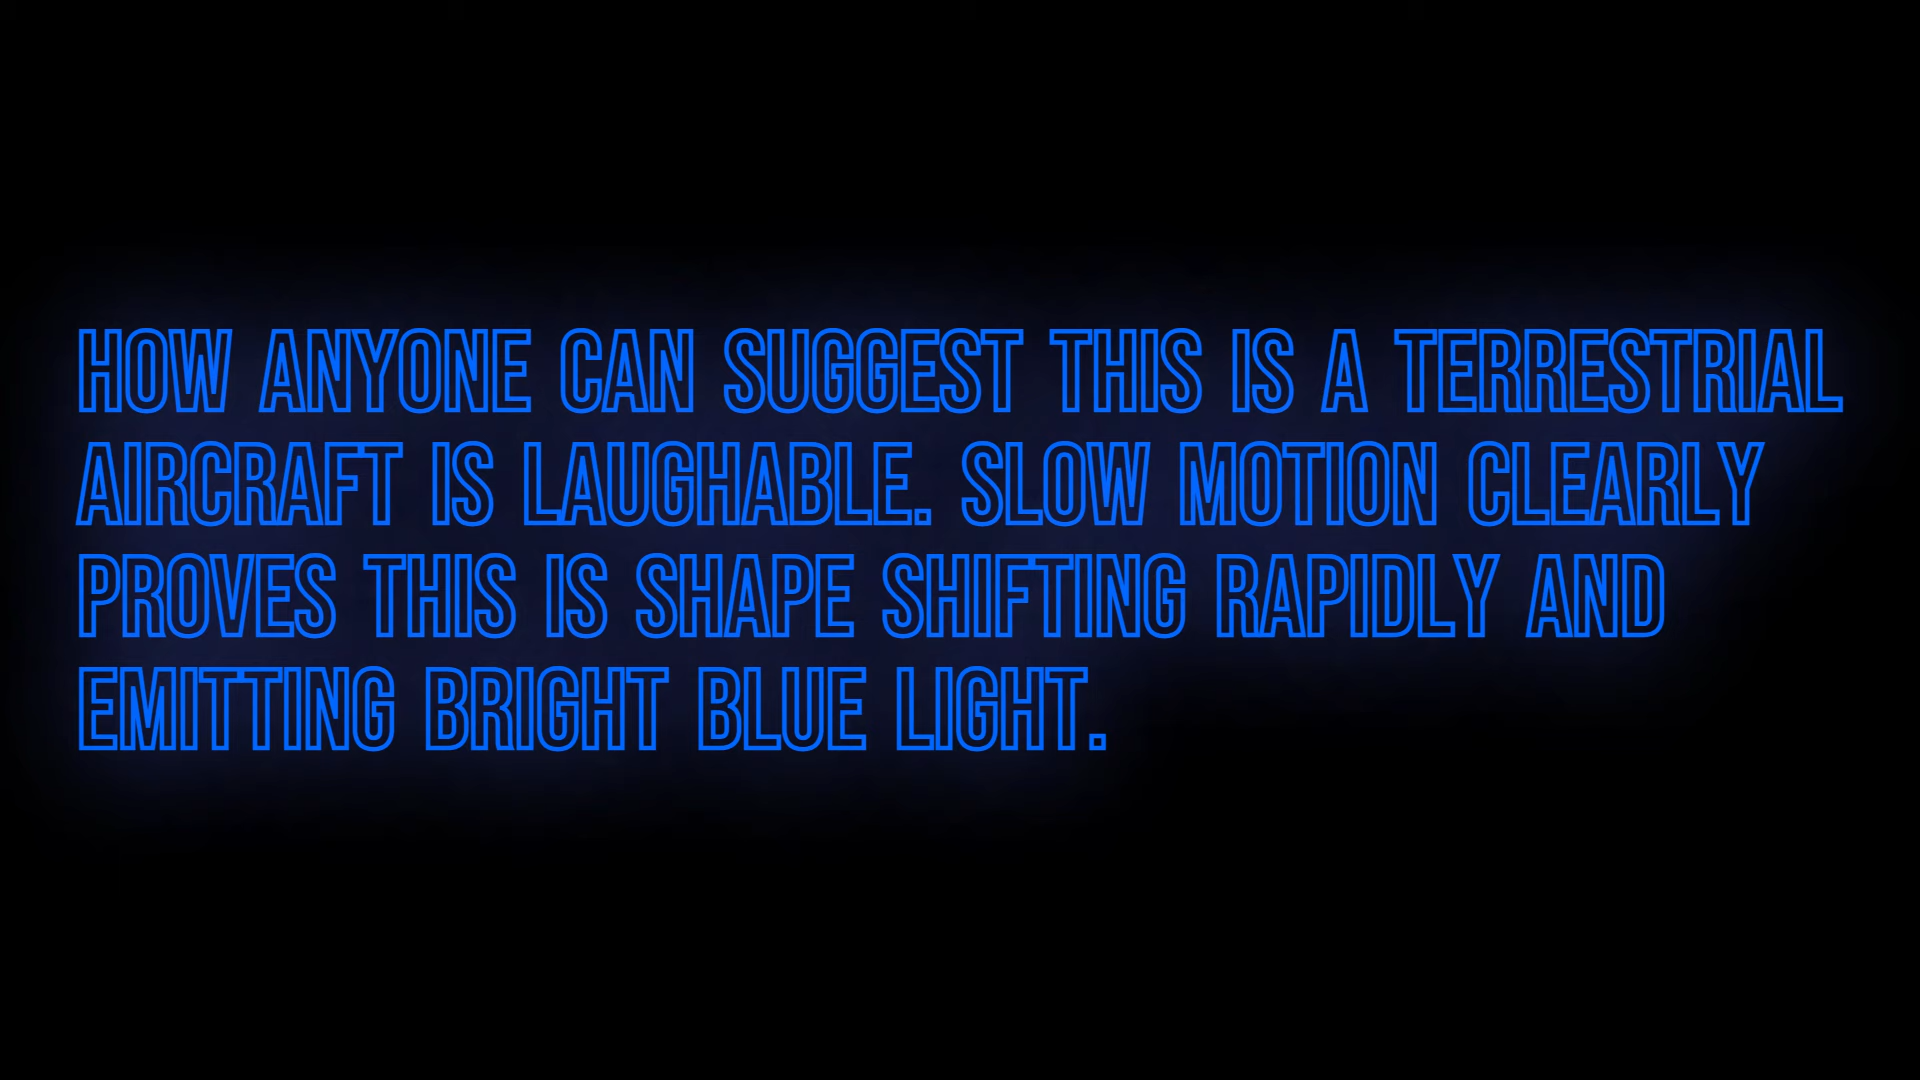 HOW ANYONE CAN SUGGEST THIS IS A TERRESTRIAL
AIRCRAFT IS LAUGHABLE. SLOW MOTION CLEARLY
PROVES THIS IS SHAPE SHIFTING RAPIDLY AND
EMITTING BRIGHT BLUE LIGHT.